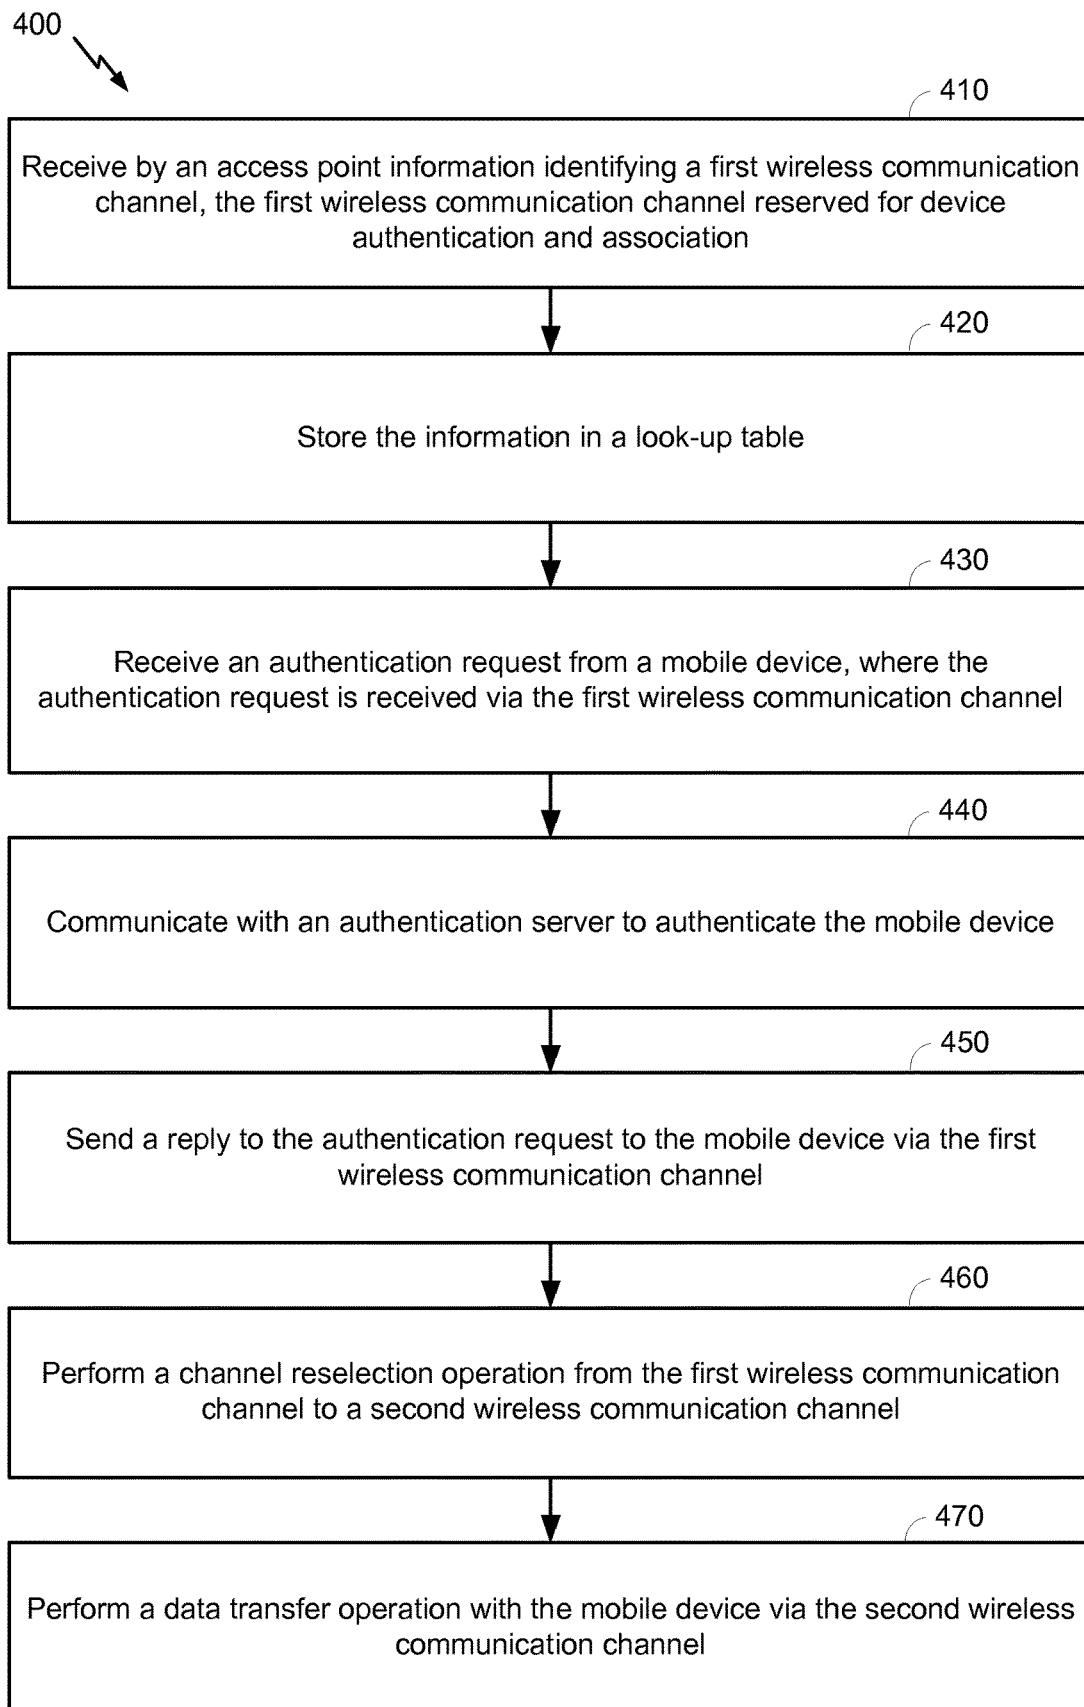 400
410
Receive by an access point information identifying a first wireless communication
channel, the first wireless communication channel reserved for device
authentication and association
420
Store the information in a look-up table
430
Receive an authentication request from a mobile device, where the
authentication request is received via the first wireless communication channel
440
Communicate with an authentication server to authenticate the mobile device
450
Send a reply to the authentication request to the mobile device via the first
wireless communication channel
460
Perform a channel reselection operation from the first wireless communication
channel to a second wireless communication channel
470
Perform a data transfer operation with the mobile device via the second wireless
communication channel